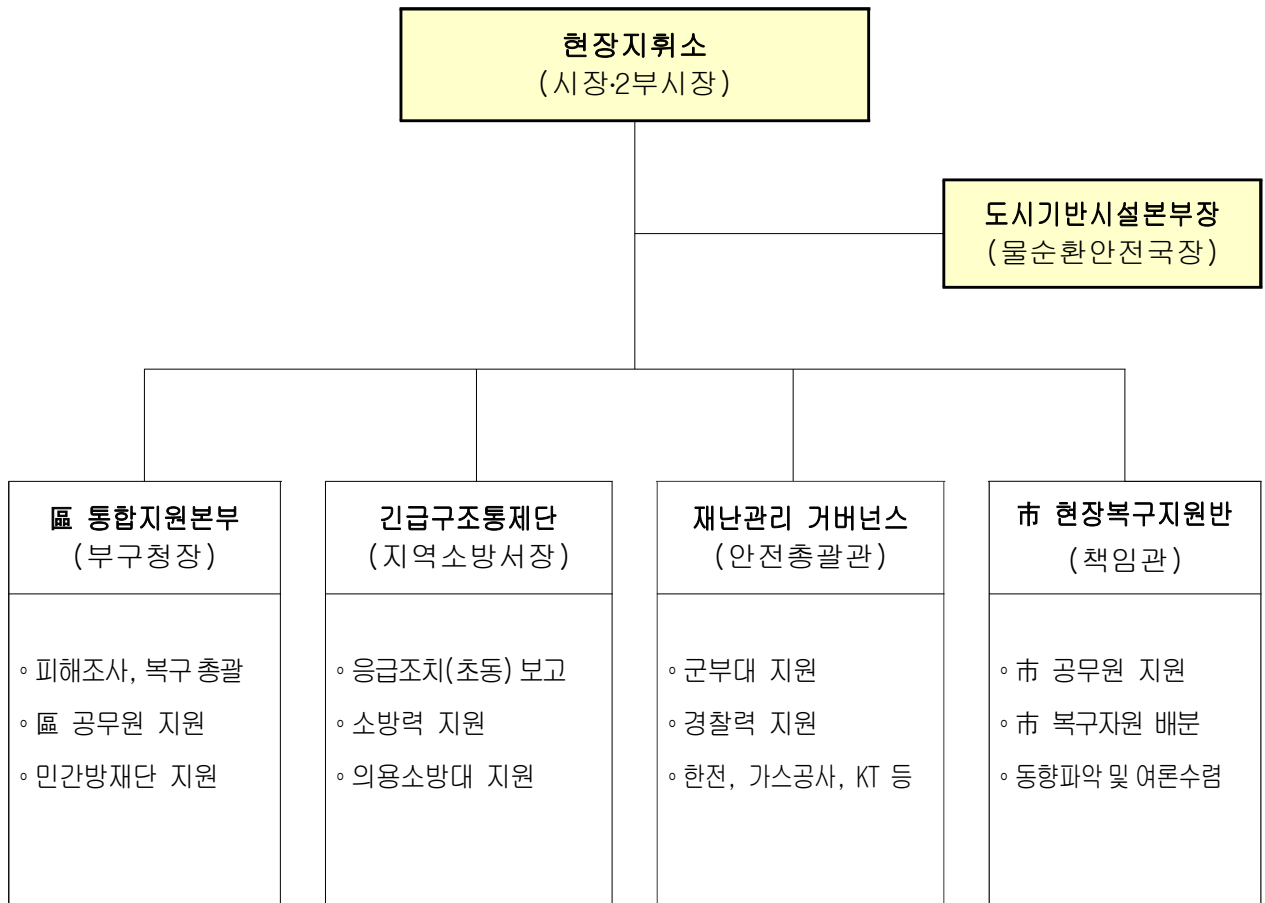 현장지휘소
(시장·2부시장)
도시기반시설본부장
(물순환안전국장)
區 통합지원본부
(부구청장)
◦피해조사, 복구 총괄
◦區 공무원 지원
◦민간방재단 지원
긴급구조통제단
(지역소방서장)
◦응급조치(초동) 보고
◦소방력 지원
◦의용소방대 지원
재난관리 거버넌스
(안전총괄관)
◦군부대 지원
◦경찰력 지원
◦한전, 가스공사, KT 등
市 현장복구지원반
(책임관)
◦市 공무원 지원
◦市 복구자원 배분
◦동향파악 및 여론수렴